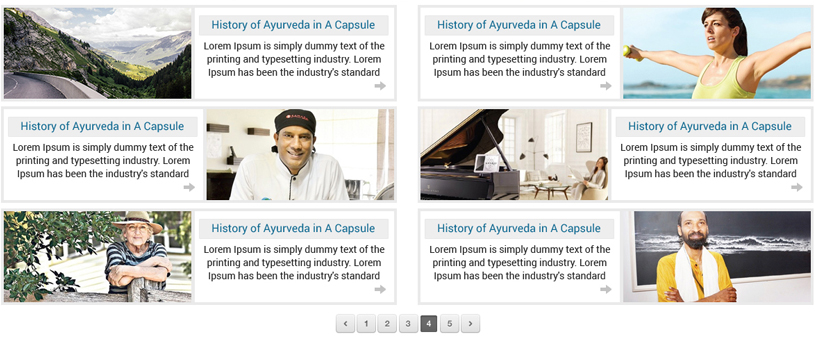 History of Ayurveda in A Capsule
Lorem Ipsum is simply dummy text of the
printing and typesetting industry. Lorem
Ipsum has been the industry's standard
History of Ayurveda in A Capsule
Lorem Ipsum is simply dummy text of the
printing and typesetting industry. Lorem
Ipsum has been the industry's standard
History of Ayurveda in A Capsule
Lorem Ipsum is simply dummy text of the
printing and typesetting industry. Lorem
Ipsum has been the industry's standard
History of Ayurveda in A Capsule
Lorem Ipsum is simply dummy text of the
printing and typesetting industry. Lorem
Ipsum has been the industry's standard
History of Ayurveda in A Capsule
Lorem Ipsum is simply dummy text of the
printing and typesetting industry. Lorem
Ipsum has been the industry's standard
History of Ayurveda in A Capsule
Lorem Ipsum is simply dummy text of the
printing and typesetting industry. Lorem
Ipsum has been the industry's standard
1 2 3 4 5